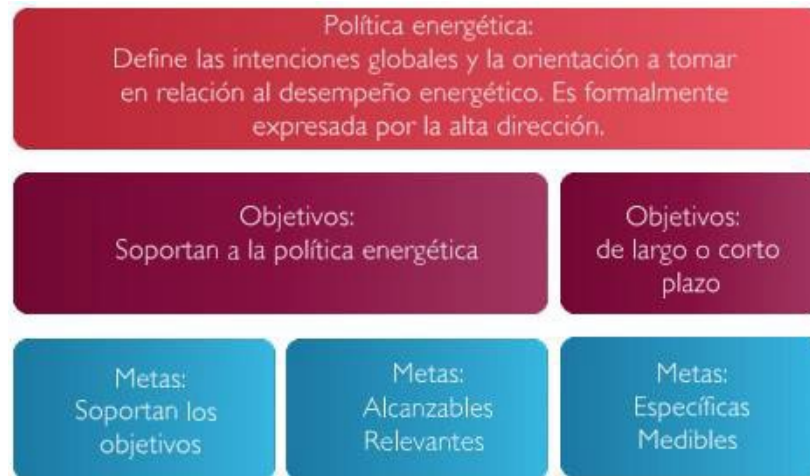 Política energética:
Define las intenciones globales y la orientación a tomar
en relación al desempeño energético. Es formalmente
expresada por la alta dirección.
Objetivos:
Soportan a la política energética
Objetivos:
de largo o corto
plazo
Metas:
Soportan los
objetivos
Metas:
Alcanzables
Relevantes
Metas:
Específicas
Medibles